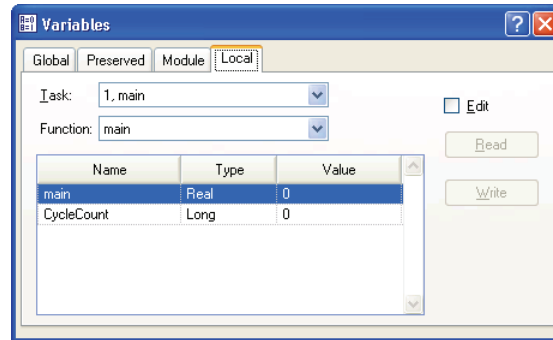 Variables
Global Preserved Module Local
Task: 1, main
Edit
Function: main
Read
Name Type Value
main Real 0
Write
CycleCount Long 0